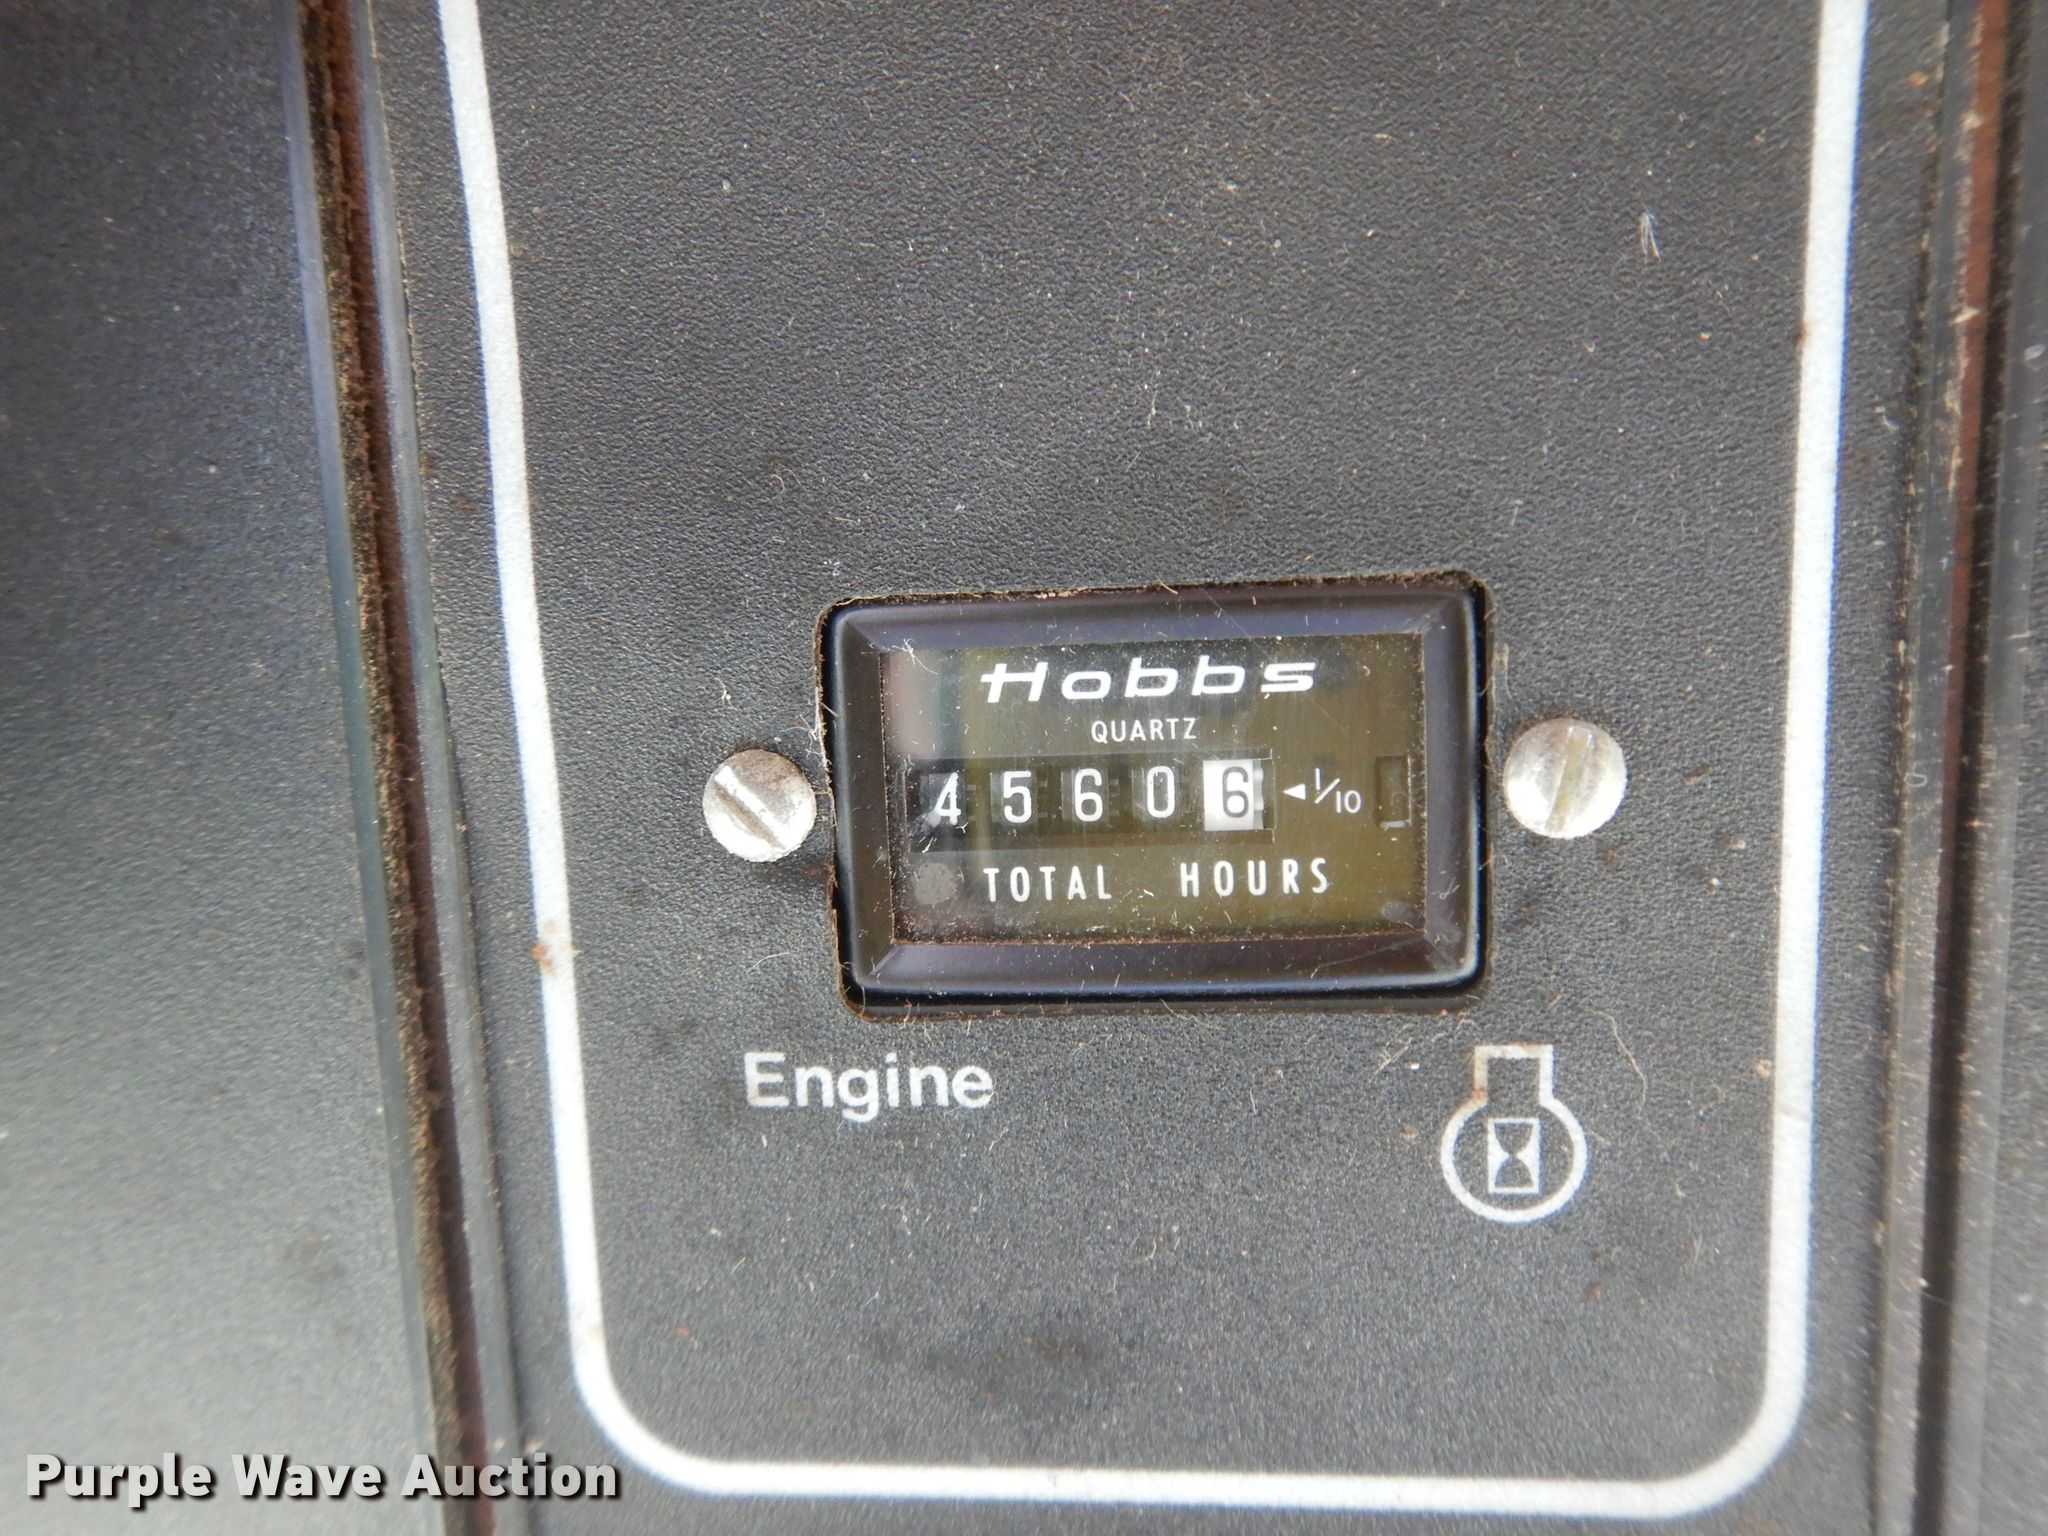 Hobbs
QUARTZ
45606 ◄1/10
TOTAL HOURS
Engine
Purple Wave Auction